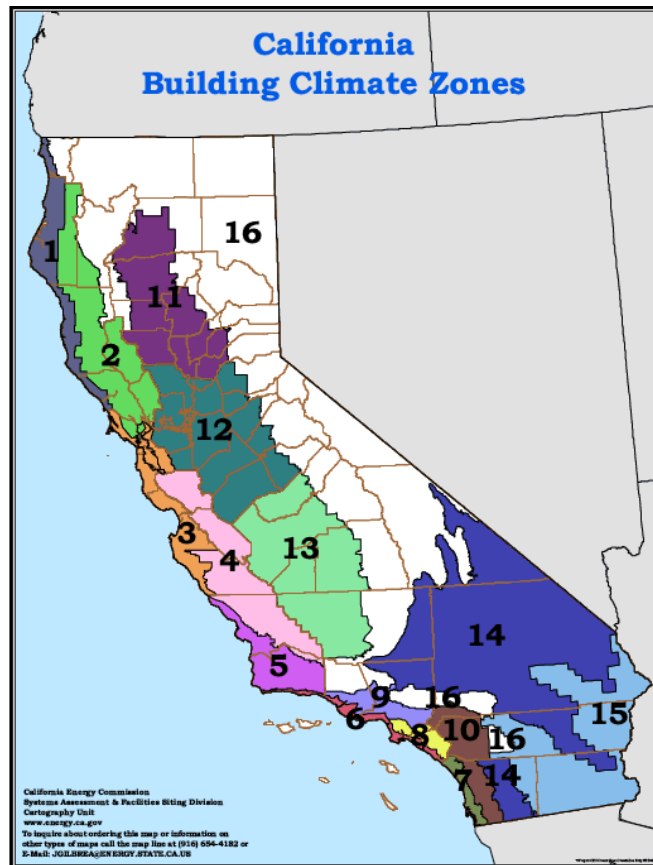 California
Building Climate Zones
16
1
11
2
12
3
13
4
14
5
9
16
15
6
8
10
16
7
14
California Energy Commission
Systems Assessment & Facilities Siting Division
Cartography Unit
www.energy.ca.gov
To inquire about ordering this map or information on
other types of maps call the map line at (916) 654-4182 or
E-Mail: JGILBREA@ENERGY.STATE.CA.US